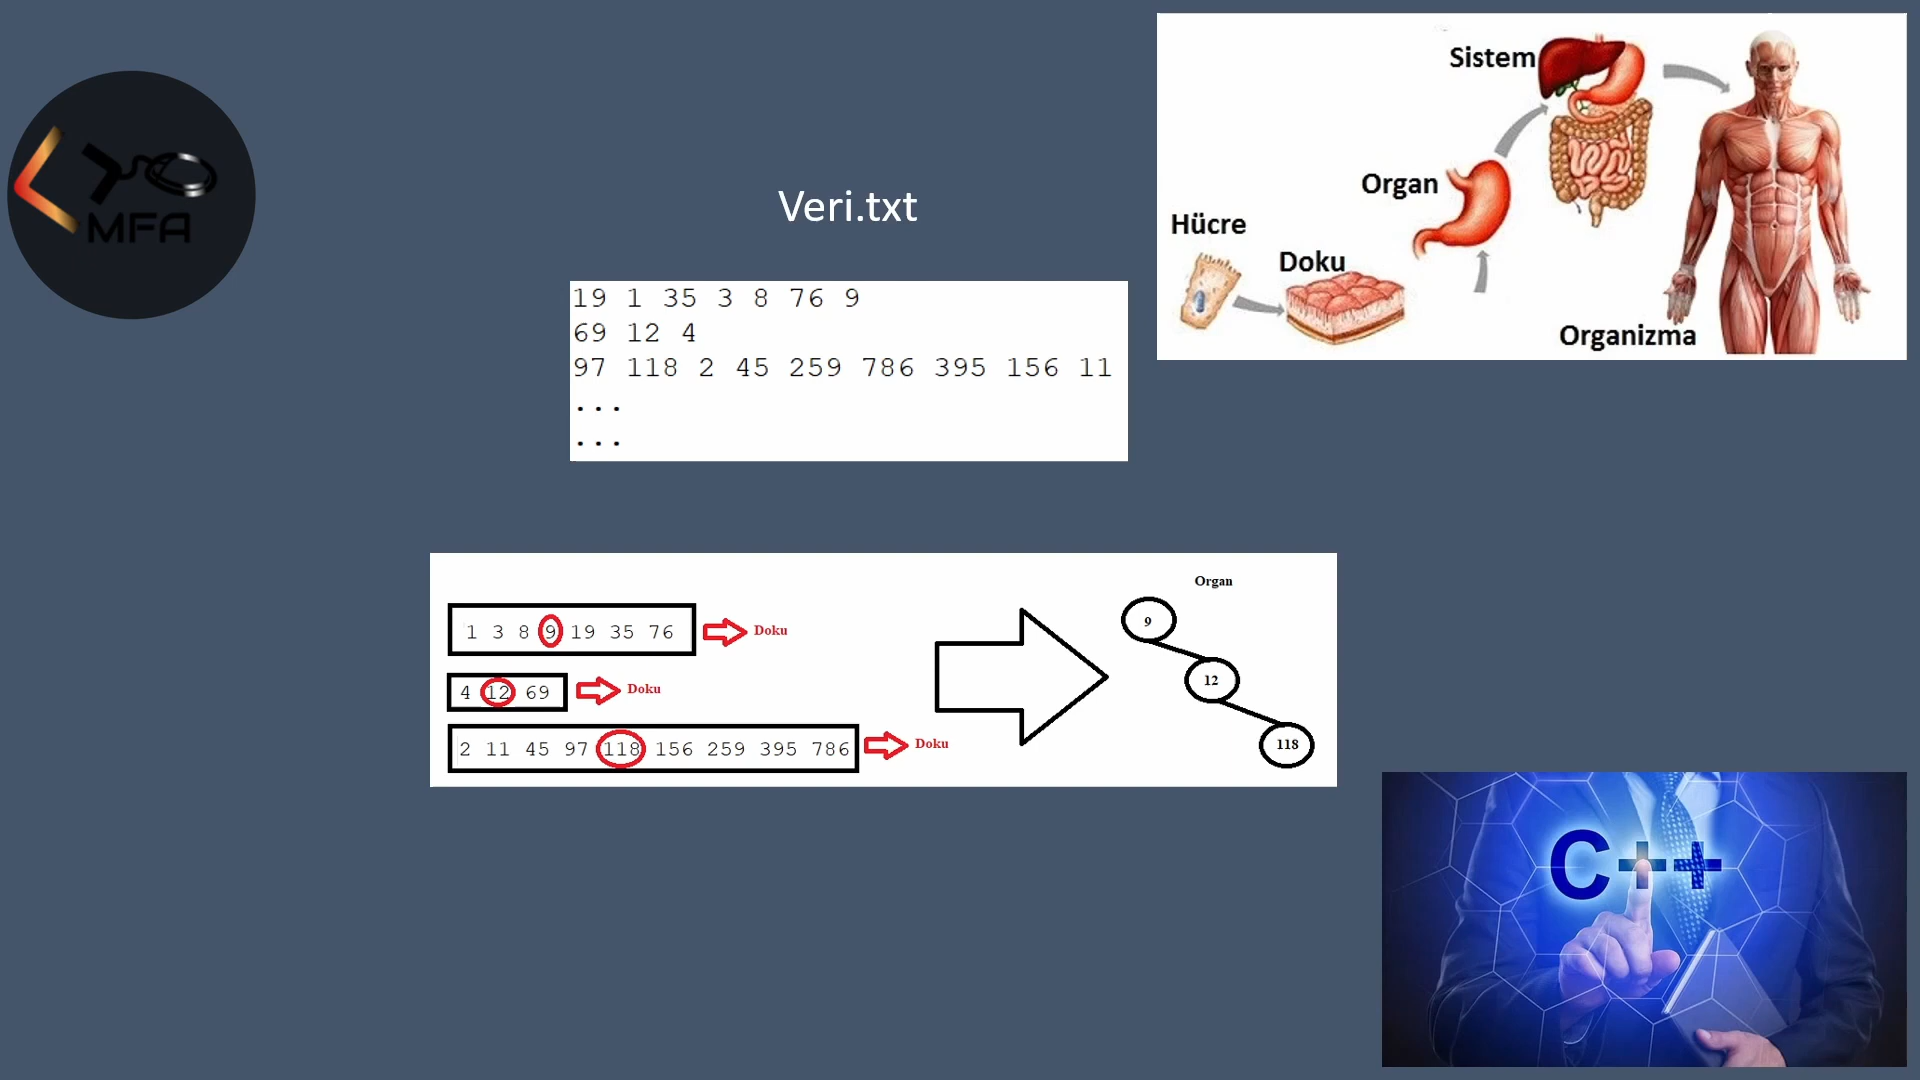 MFA
Veri.txt
19 1 35 3 8 76 9
69 12 4
97 118 2 45 259 786 395 156 11
...
...
Sistem
Organ
Hücre
Doku
Organizma
1 3 8 9 19 35 76
Doku
4 12 69
Doku
2 11 45 97 118 156 259 395 786
Doku
Organ
9
12
118
C++